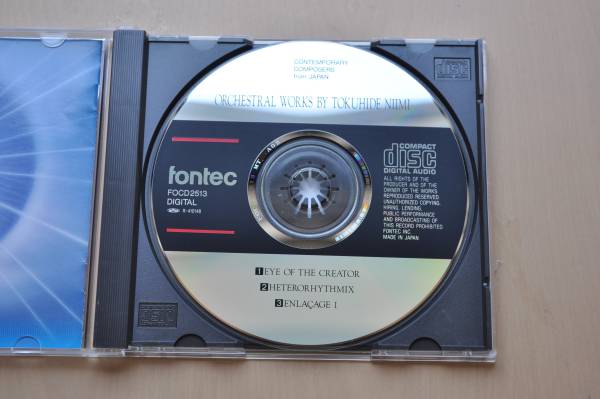 CONTEMPORARY
COMPOSERS
from JAPAN
ORCHESTRAL WORKS BY TOKUHIDE NIIMI
fontec
FOCD2513
DIGITAL
R-410148
COMPACT
disc
DIGITAL AUDIO
ALL RIGHTS OF THE
PRODUCER AND OF THE
OWNER OF THE WORKS
REPRODUCED RESERVED
UNAUTHORIZED COPYING,
HIRING, LENDING,
PUBLIC PERFORMANCE
AND BROADCASTING OF
THIS RECORD PROHIBITED
FONTEC INC.
MADE IN JAPAN
1 EYE OF THE CREATOR
2 HETERORHYTHMIX
3 ENLAÇAGE I